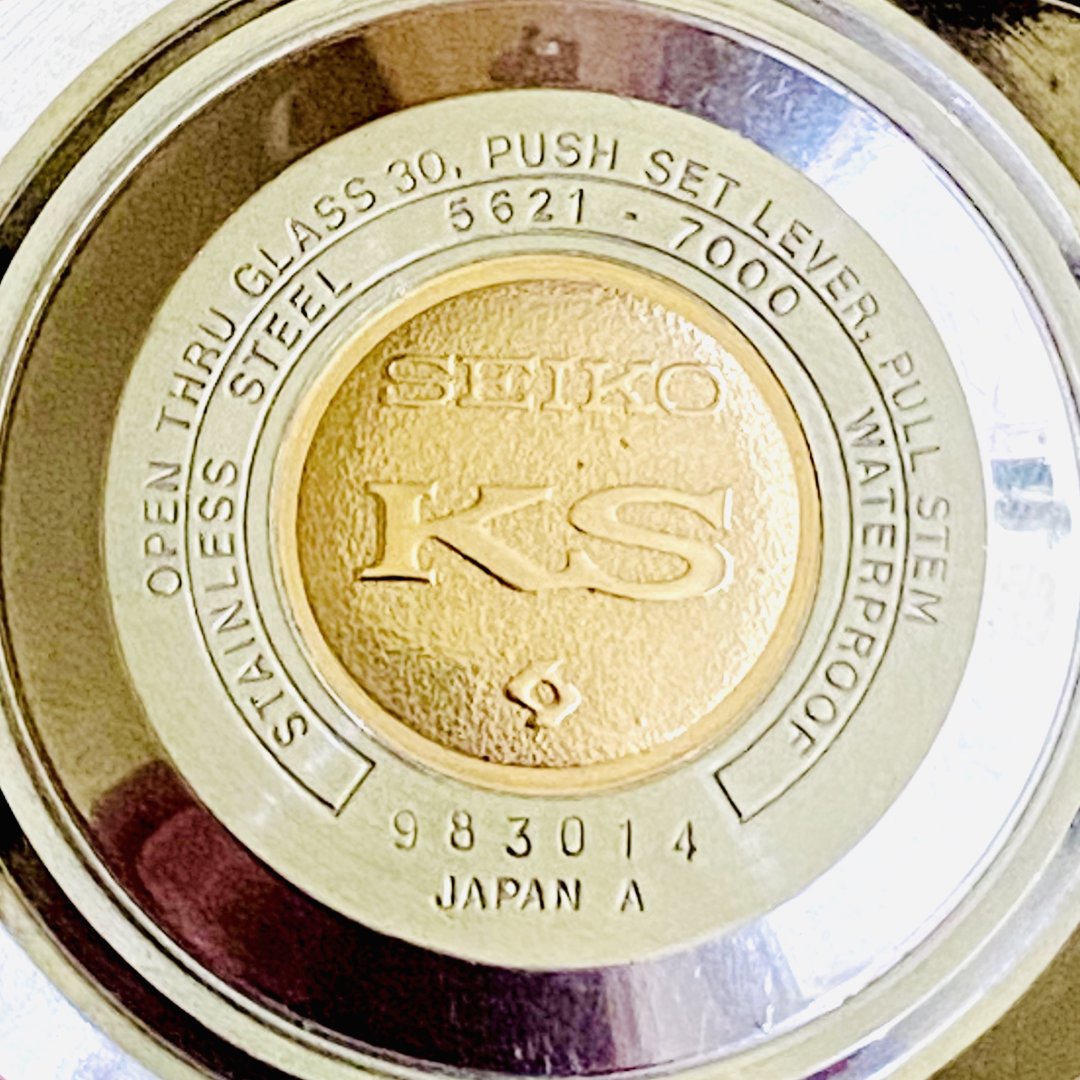 OPEN THRU GLASS 30, PUSH SET LEVER, PULL STEM
STAINLESS STEEL 5621 - 7000 WATERPROOF
SEIKO
KS
983014
JAPAN A